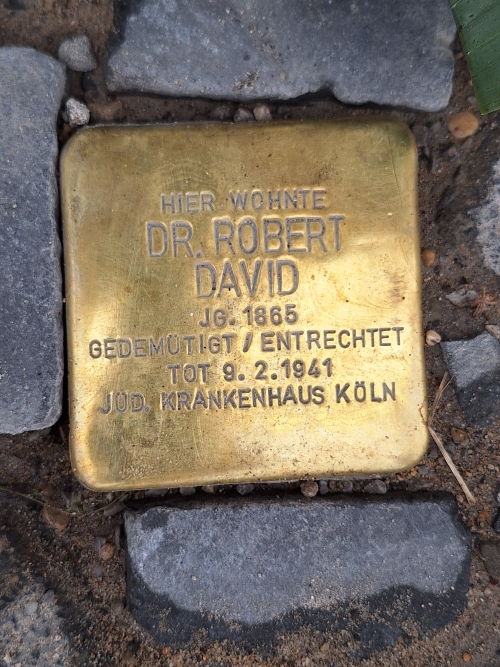 HIER WOHNTE
DR. ROBERT
DAVID
JG. 1865
GEDEMÜTIGT / ENTRECHTET
TOT 9.2.1941
JÜD. KRANKENHAUS KÖLN